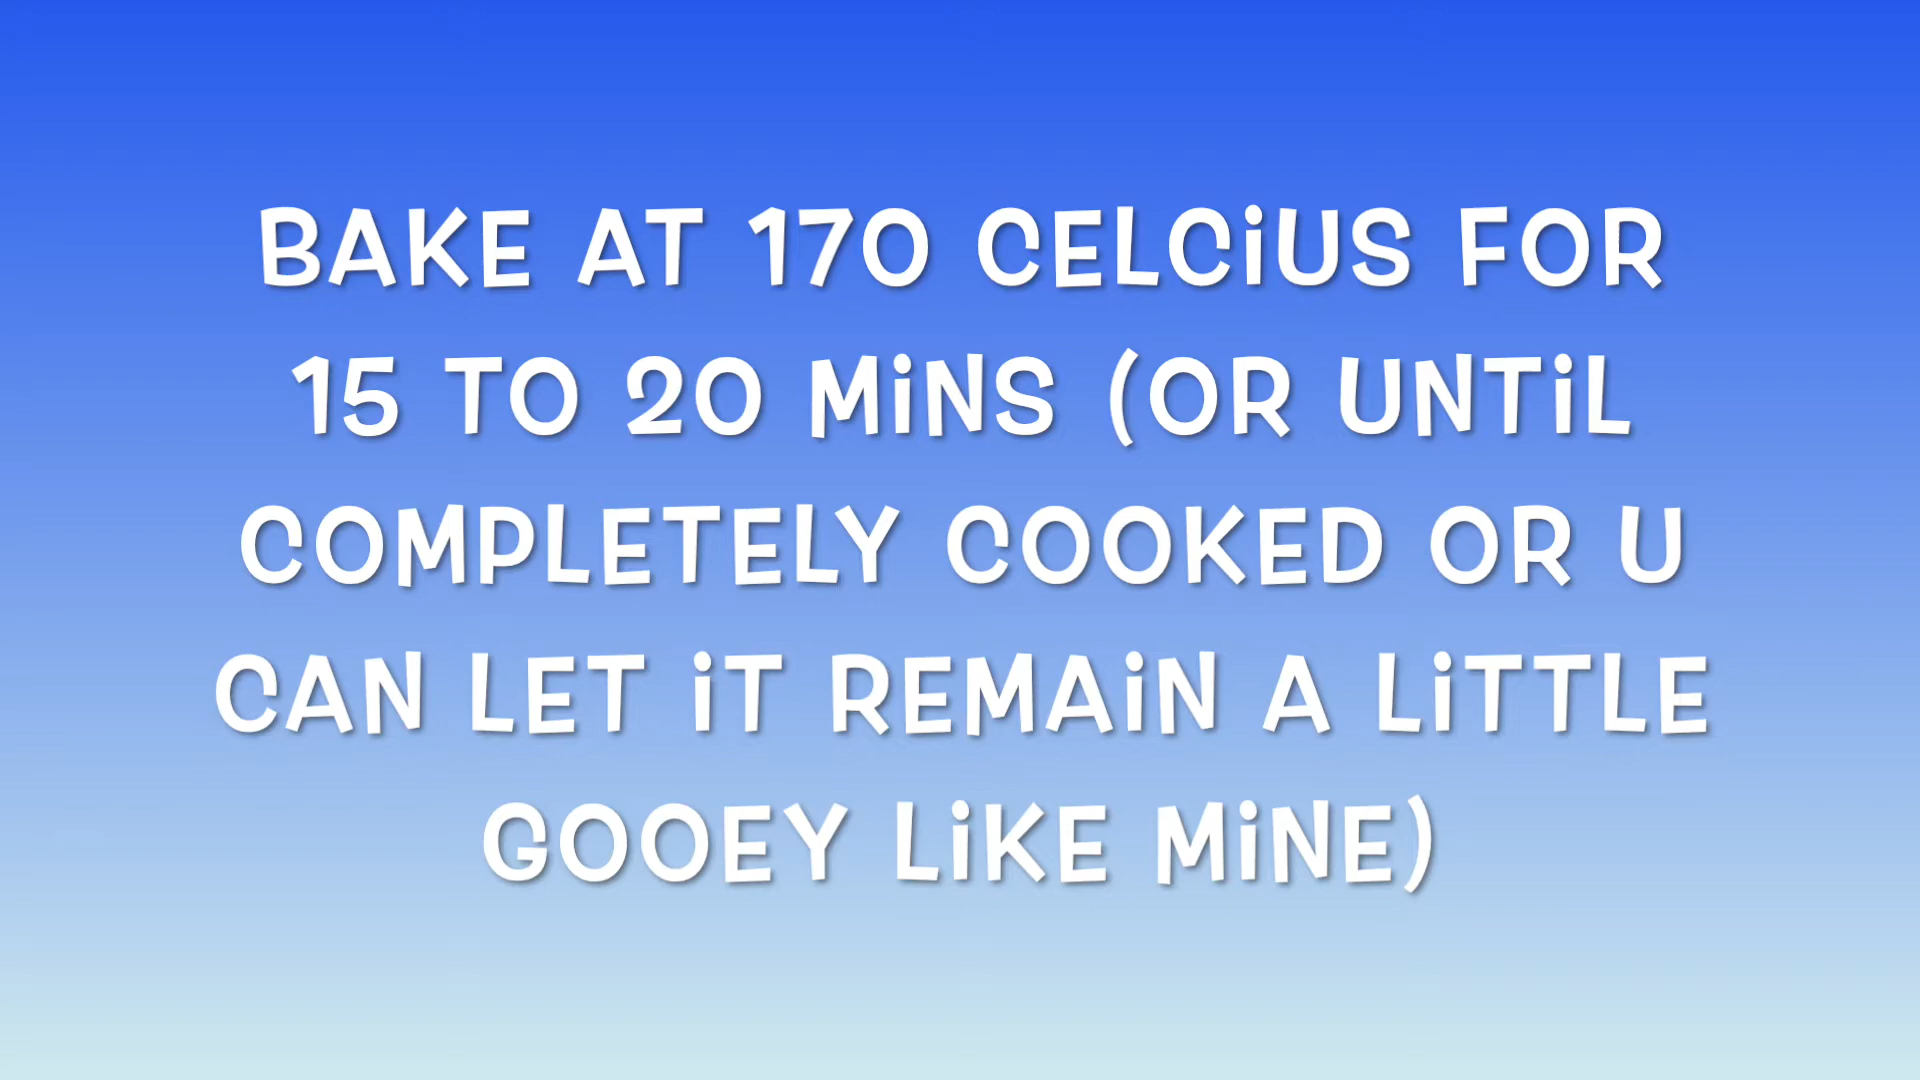 BAKE AT 170 CELCiUS FOR
15 TO 20 MiNS (OR UNTiL
COMPLETELY COOKED OR U
CAN LET iT REMAiN A LiTTLE
GOOEY LiKE MiNE)